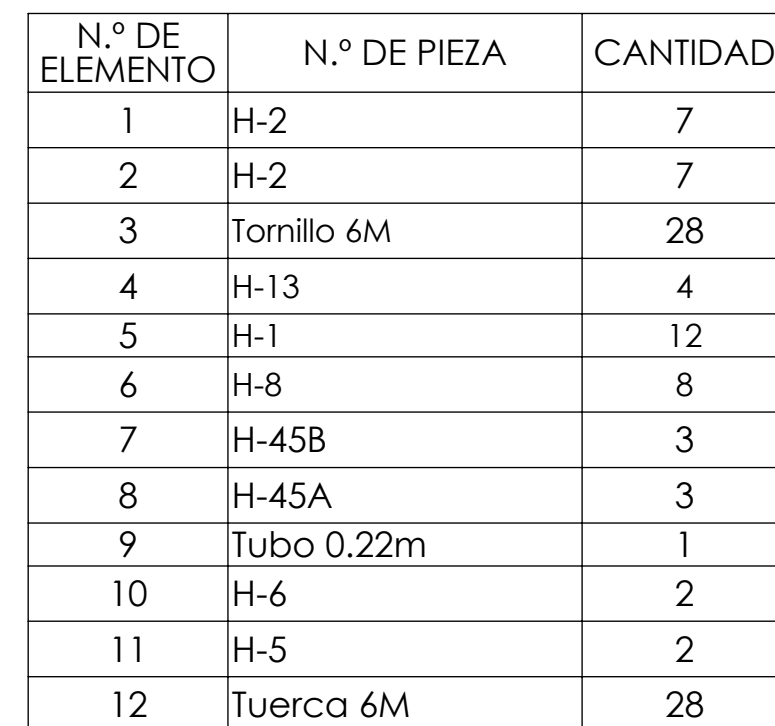 N.º DE ELEMENTO N.º DE PIEZA CANTIDAD
1 H-2 7
2 H-2 7
3 Tornillo 6M 28
4 H-13 4
5 H-1 12
6 H-8 8
7 H-45B 3
8 H-45A 3
9 Tubo 0.22m 1
10 H-6 2
11 H-5 2
12 Tuerca 6M 28